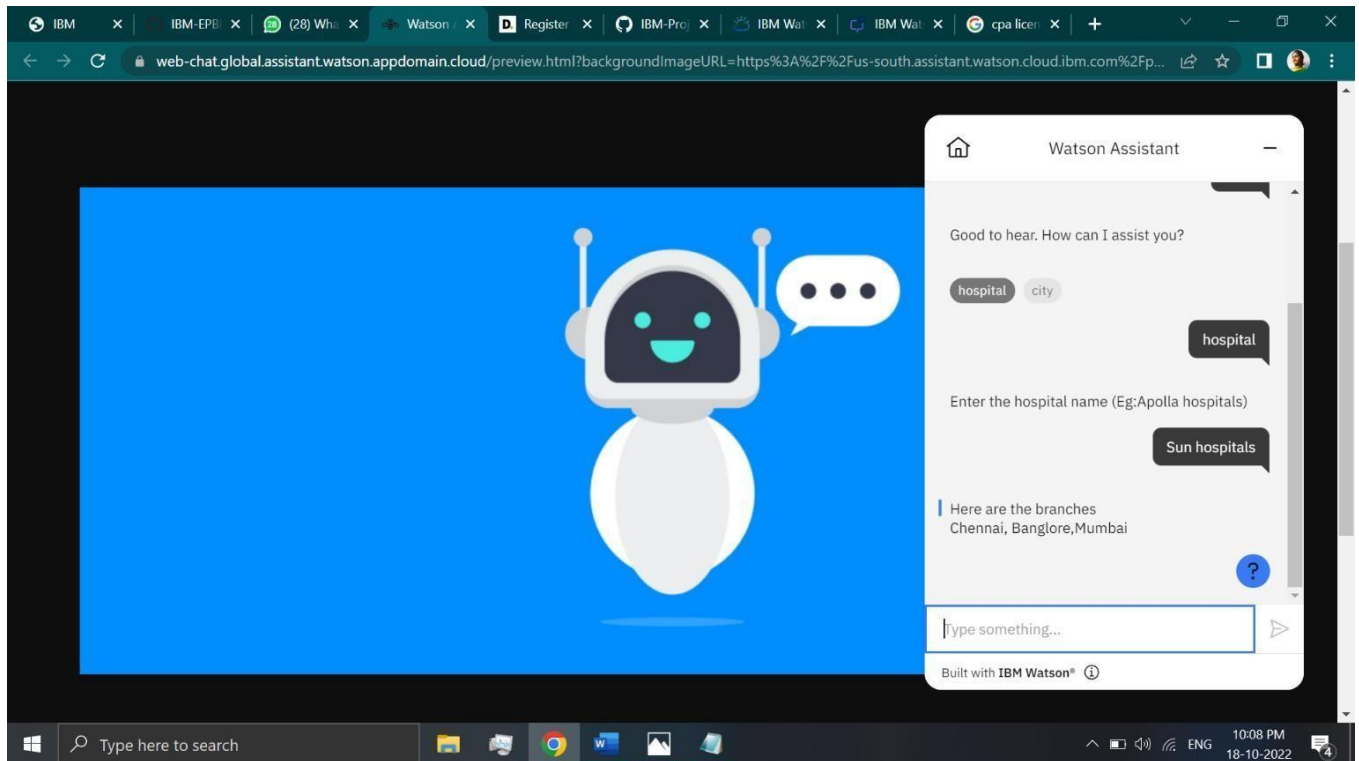 IBM
IBM-EPB
(28) Wha
Watson A
D. Register
IBM-Proj
IBM Wat
IBM Wat
cpa licen
web-chat.global.assistant.watson.appdomain.cloud/preview.html?backgroundImageURL=https%3A%2F%2Fus-south.assistant.watson.cloud.ibm.com%2Fp...
Watson Assistant
Good to hear. How can I assist you?
hospital city
hospital
Enter the hospital name (Eg:Apolla hospitals)
Sun hospitals
Here are the branches
Chennai, Banglore,Mumbai
?
Type something...
Built with IBM Watson®
Type here to search
ENG
10:08 PM
18-10-2022
4